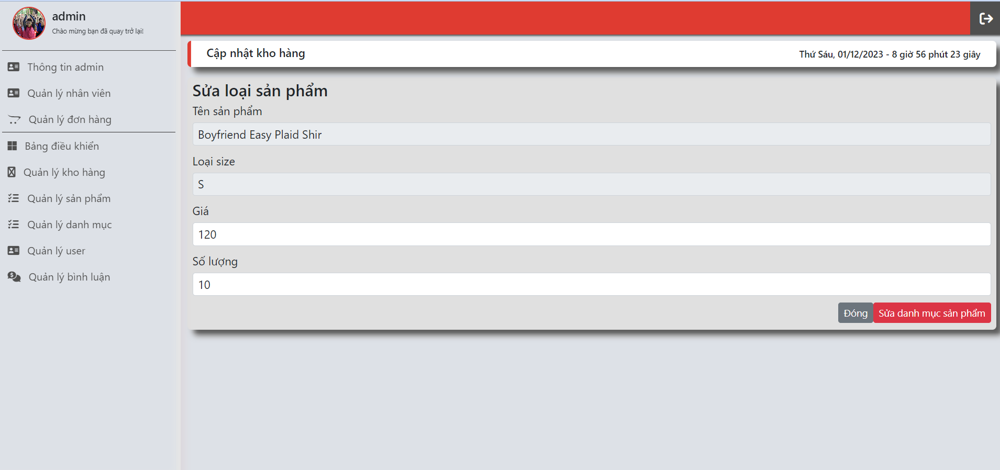 admin
Chào mừng bạn đã quay trở lại!
Thông tin admin
Quản lý nhân viên
Quản lý đơn hàng
Bảng điều khiển
Quản lý kho hàng
Quản lý sản phẩm
Quản lý danh mục
Quản lý user
Quản lý bình luận
Cập nhật kho hàng
Thứ Sáu, 01/12/2023 - 8 giờ 56 phút 23 giây
Sửa loại sản phẩm
Tên sản phẩm
Boyfriend Easy Plaid Shir
Loại size
S
Giá
120
Số lượng
10
Đóng
Sửa danh mục sản phẩm